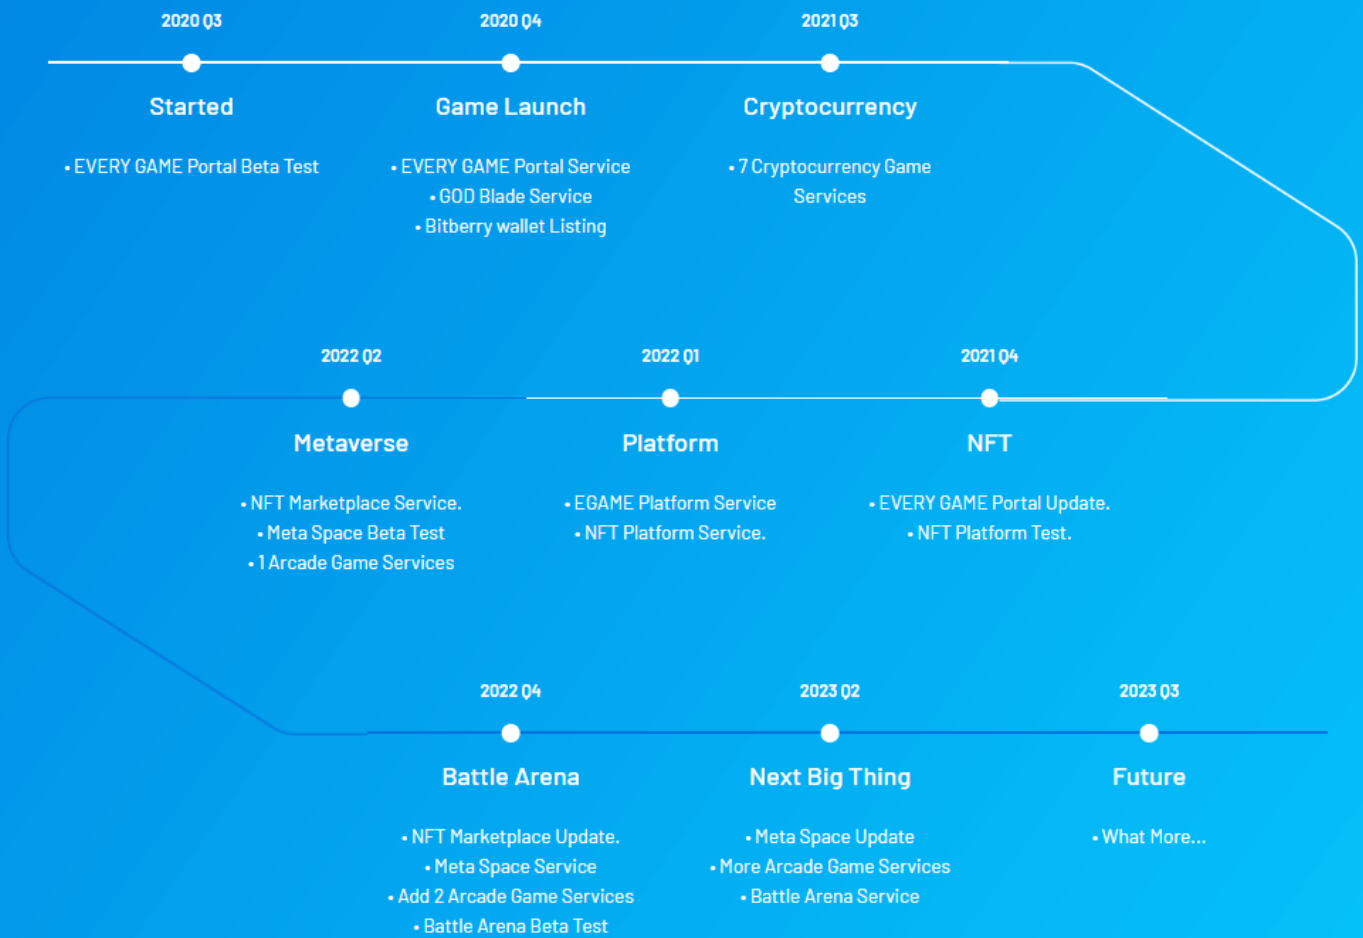 2020 Q3
Started
• EVERY GAME Portal Beta Test
2020 Q4
Game Launch
• EVERY GAME Portal Service
• GOD Blade Service
• Bitberry wallet Listing
2021 Q3
Cryptocurrency
• 7 Cryptocurrency Game
Services
2021 Q4
NFT
• EVERY GAME Portal Update.
• NFT Platform Test.
2022 Q1
Platform
• EGAME Platform Service
• NFT Platform Service.
2022 Q2
Metaverse
• NFT Marketplace Service.
• Meta Space Beta Test
• 1 Arcade Game Services
2022 Q4
Battle Arena
• NFT Marketplace Update.
• Meta Space Service
• Add 2 Arcade Game Services
• Battle Arena Beta Test
2023 Q2
Next Big Thing
• Meta Space Update
• More Arcade Game Services
• Battle Arena Service
2023 Q3
Future
• What More...